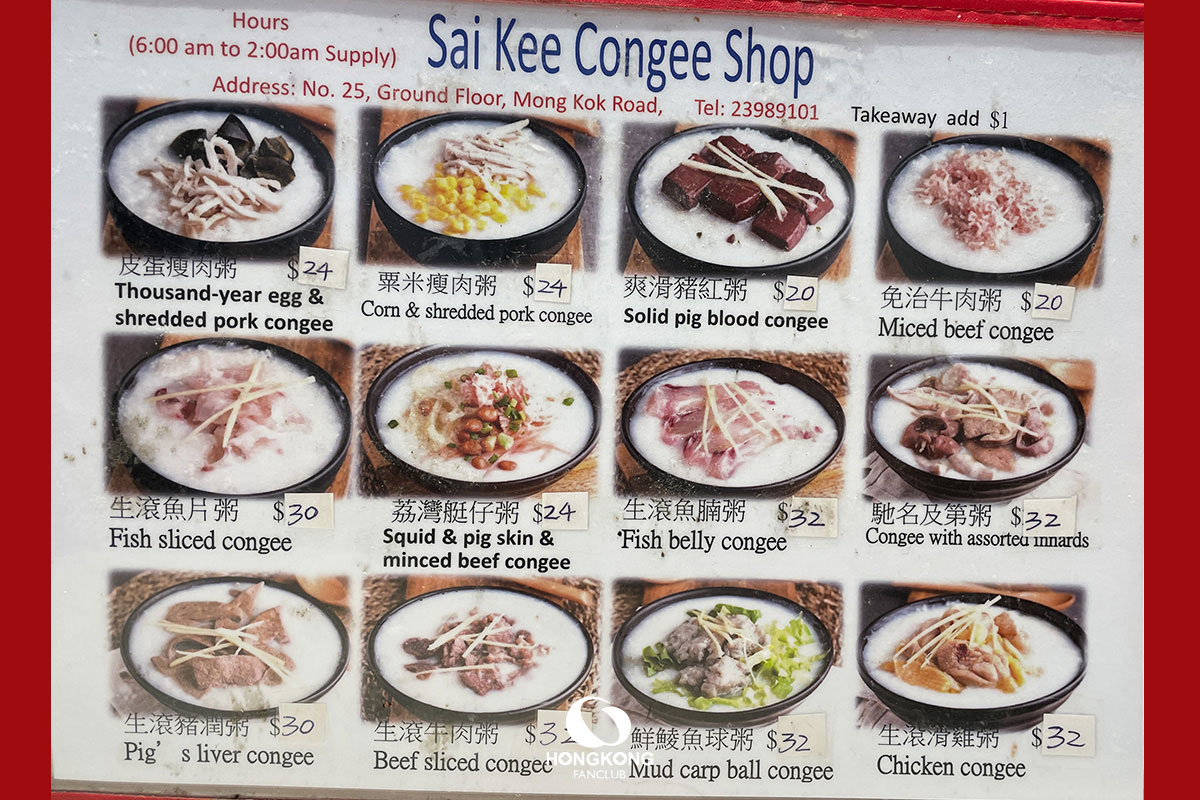 Hours
(6:00 am to 2:00am Supply)
Sai Kee Congee Shop
Address: No. 25, Ground Floor, Mong Kok Road, Tel: 23989101 Takeaway add $1
皮蛋瘦肉粥 $24
Thousand-year egg &
shredded pork congee
粟米瘦肉粥 $24
Corn & shredded pork congee
爽滑豬紅粥 $20
Solid pig blood congee
免治牛肉粥 $20
Miced beef congee
生滾魚片粥 $30
Fish sliced congee
荔灣艇仔粥 $24
Squid & pig skin &
minced beef congee
生滾魚腩粥 $32
Fish belly congee
馳名及第粥 $32
Congee with assorted innards
生滾豬潤粥 $30
Pig’s liver congee
生滾牛肉粥
Beef sliced congee
鮮鯪魚球粥 $32
Mud carp ball congee
生滾滑雞粥 $32
Chicken congee
HONGKONG
FANCLUB